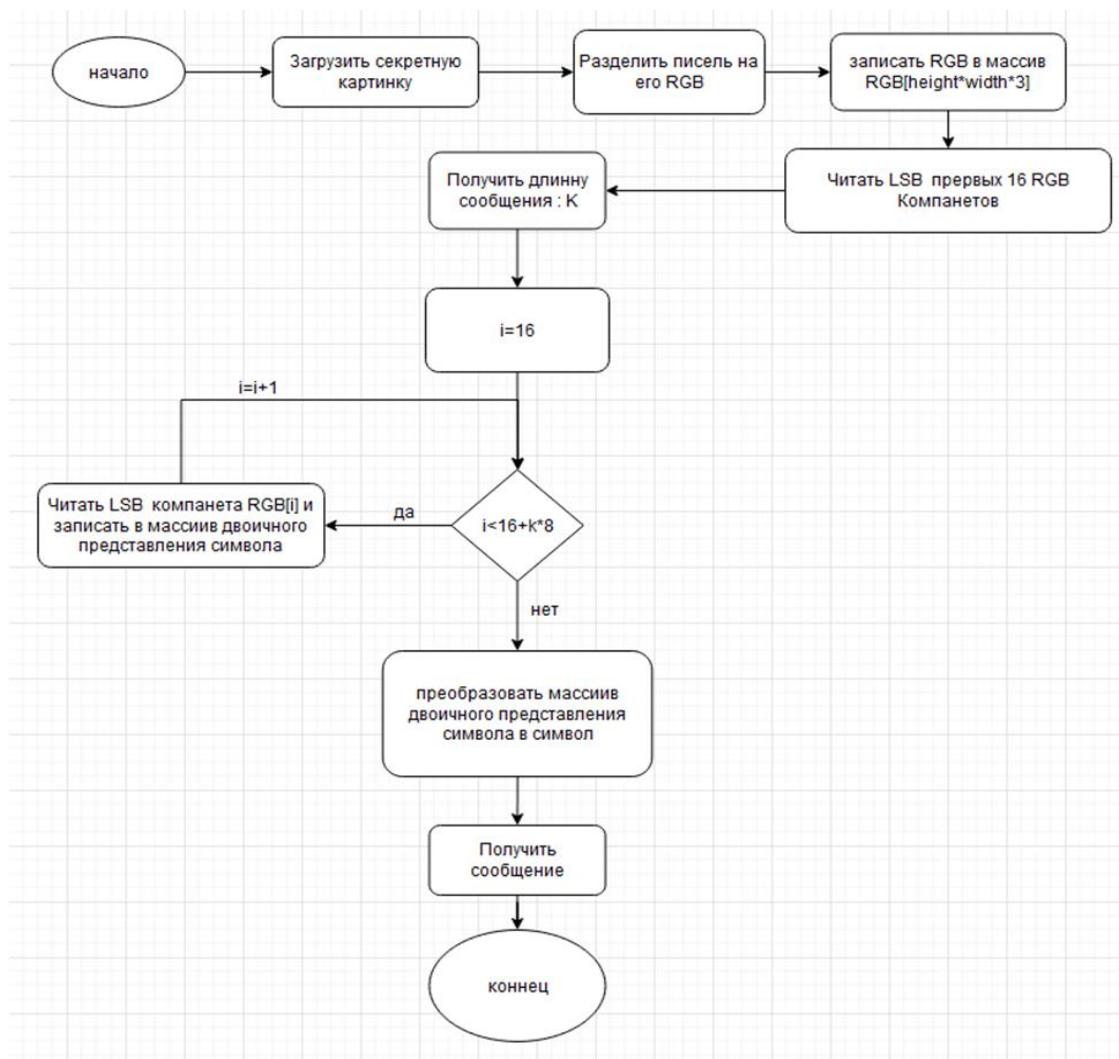 начало
Загрузить секретную
картинку
Разделить писель на
его RGB
записать RGB в массив
RGB[height*width*3]
Читать LSB прервых 16 RGB
Компанетов
Получить длинну
сообщения : K
i=16
i=i+1
i<16+k*8
да
Читать LSB компанета RGB[i] и
записать в массиив двоичного
представления символа
нет
преобразовать массиив
двоичного представления
символа в символ
Получить
сообщение
коннец